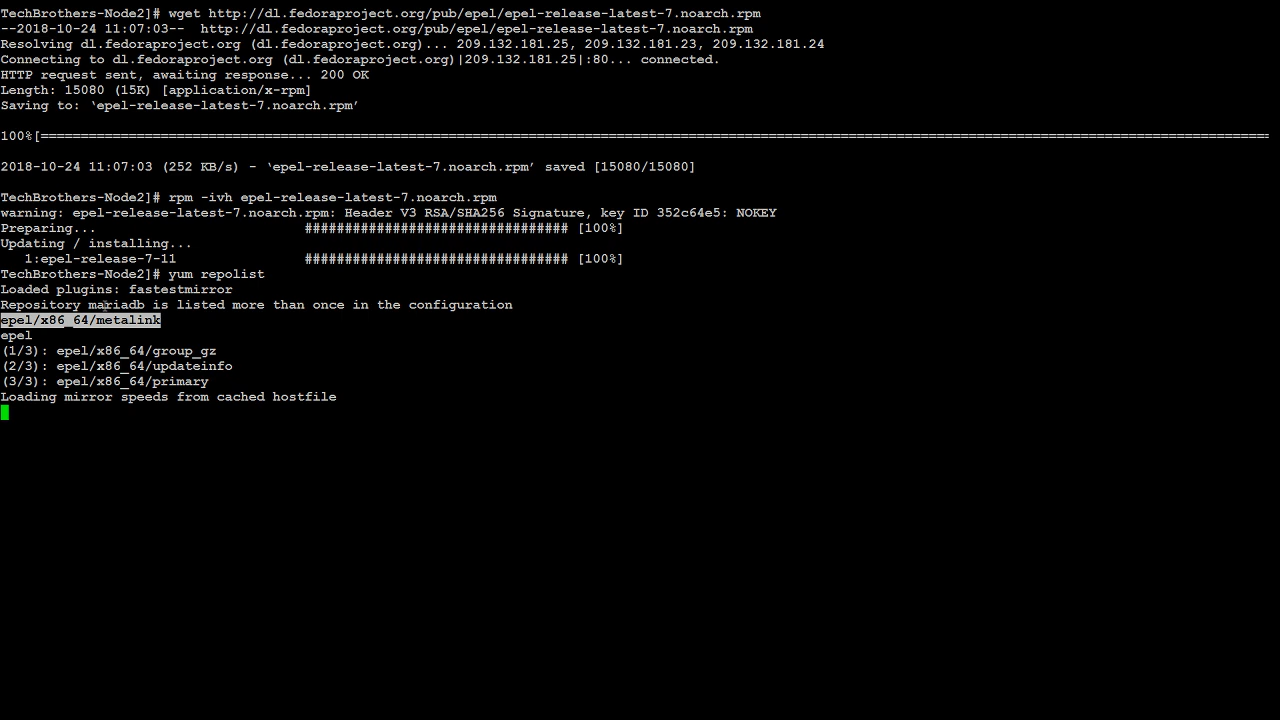 TechBrothers-Node2]# wget http://dl.fedoraproject.org/pub/epel/epel-release-latest-7.noarch.rpm
--2018-10-24 11:07:03--  http://dl.fedoraproject.org/pub/epel/epel-release-latest-7.noarch.rpm
Resolving dl.fedoraproject.org (dl.fedoraproject.org)... 209.132.181.25, 209.132.181.23, 209.132.181.24
Connecting to dl.fedoraproject.org (dl.fedoraproject.org)|209.132.181.25|:80... connected.
HTTP request sent, awaiting response... 200 OK
Length: 15080 (15K) [application/x-rpm]
Saving to: ‘epel-release-latest-7.noarch.rpm’
100%[==========================================================================================================================================================
2018-10-24 11:07:03 (252 KB/s) - ‘epel-release-latest-7.noarch.rpm’ saved [15080/15080]
TechBrothers-Node2]# rpm -ivh epel-release-latest-7.noarch.rpm
warning: epel-release-latest-7.noarch.rpm: Header V3 RSA/SHA256 Signature, key ID 352c64e5: NOKEY
Preparing...                          ################################# [100%]
Updating / installing...
   1:epel-release-7-11                ################################# [100%]
TechBrothers-Node2]# yum repolist
Loaded plugins: fastestmirror
Repository mariadb is listed more than once in the configuration
epel/x86_64/metalink
epel
(1/3): epel/x86_64/group_gz
(2/3): epel/x86_64/updateinfo
(3/3): epel/x86_64/primary
Loading mirror speeds from cached hostfile